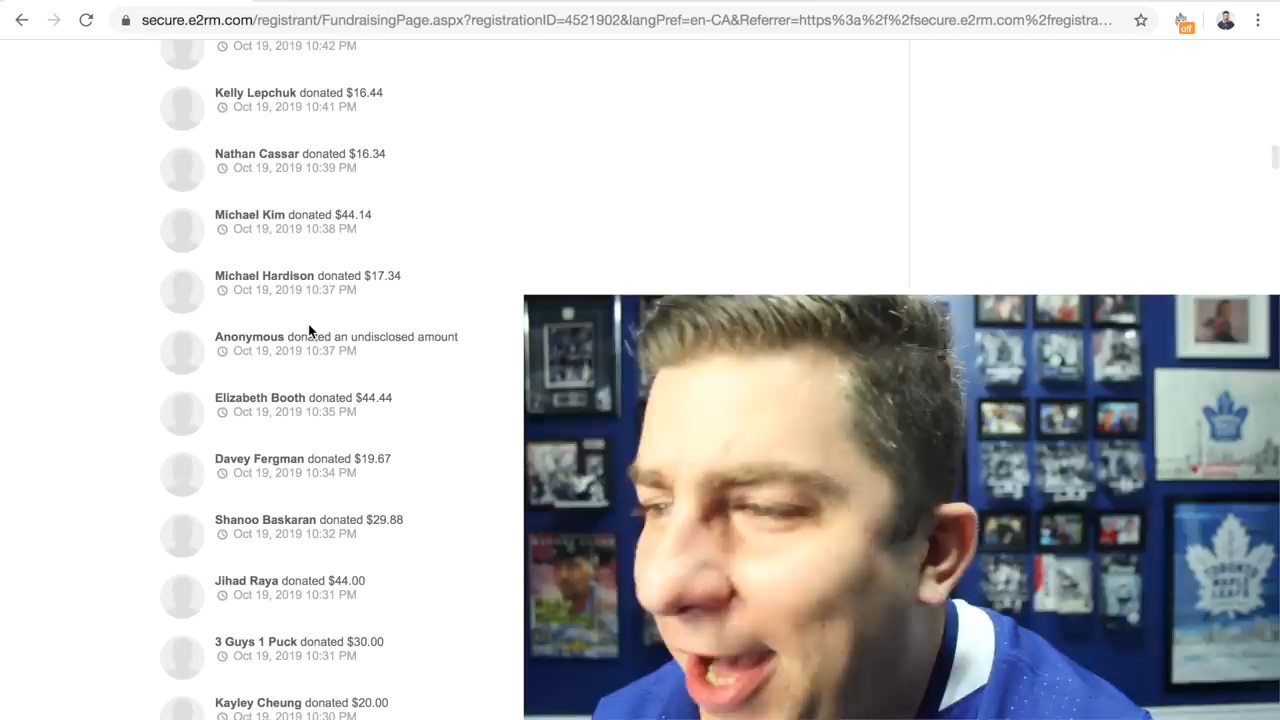 secure.e2rm.com/registrant/FundraisingPage.aspx?registrationID=4521902&langPref=en-CA&Referrer=https%3a%2f%2fsecure.e2rm.com%2fregistra...
off
Oct 19, 2019 10:42 PM
Kelly Lepchuk donated $16.44
Oct 19, 2019 10:41 PM
Nathan Cassar donated $16.34
Oct 19, 2019 10:39 PM
Michael Kim donated $44.14
Oct 19, 2019 10:38 PM
Michael Hardison donated $17.34
Oct 19, 2019 10:37 PM
Anonymous donated an undisclosed amount
Oct 19, 2019 10:37 PM
Elizabeth Booth donated $44.44
Oct 19, 2019 10:35 PM
Davey Fergman donated $19.67
Oct 19, 2019 10:34 PM
Shanoo Baskaran donated $29.88
Oct 19, 2019 10:32 PM
Jihad Raya donated $44.00
Oct 19, 2019 10:31 PM
3 Guys 1 Puck donated $30.00
Oct 19, 2019 10:31 PM
Kayley Cheung donated $20.00
Oct 19, 2019 10:30 PM
TORONTO
MAPLE
LEAFS